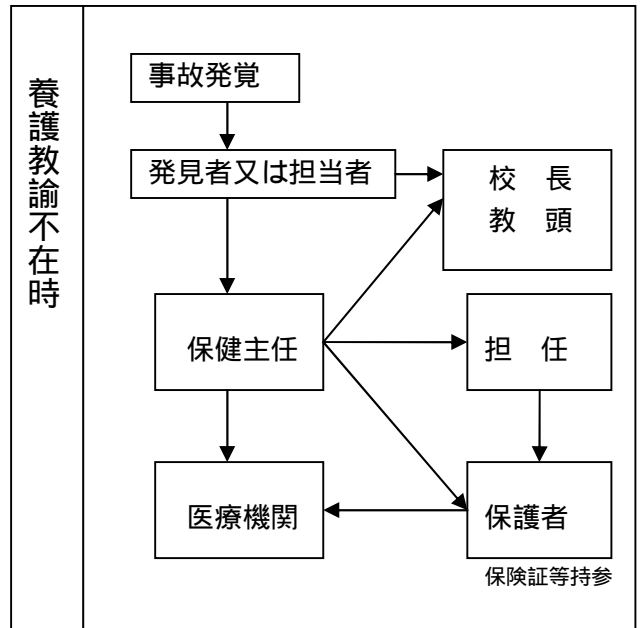 養護教諭不在時
事故発覚
発見者又は担当者
校　長
教　頭
保健主任
担　任
医療機関
保護者
保険証等持参